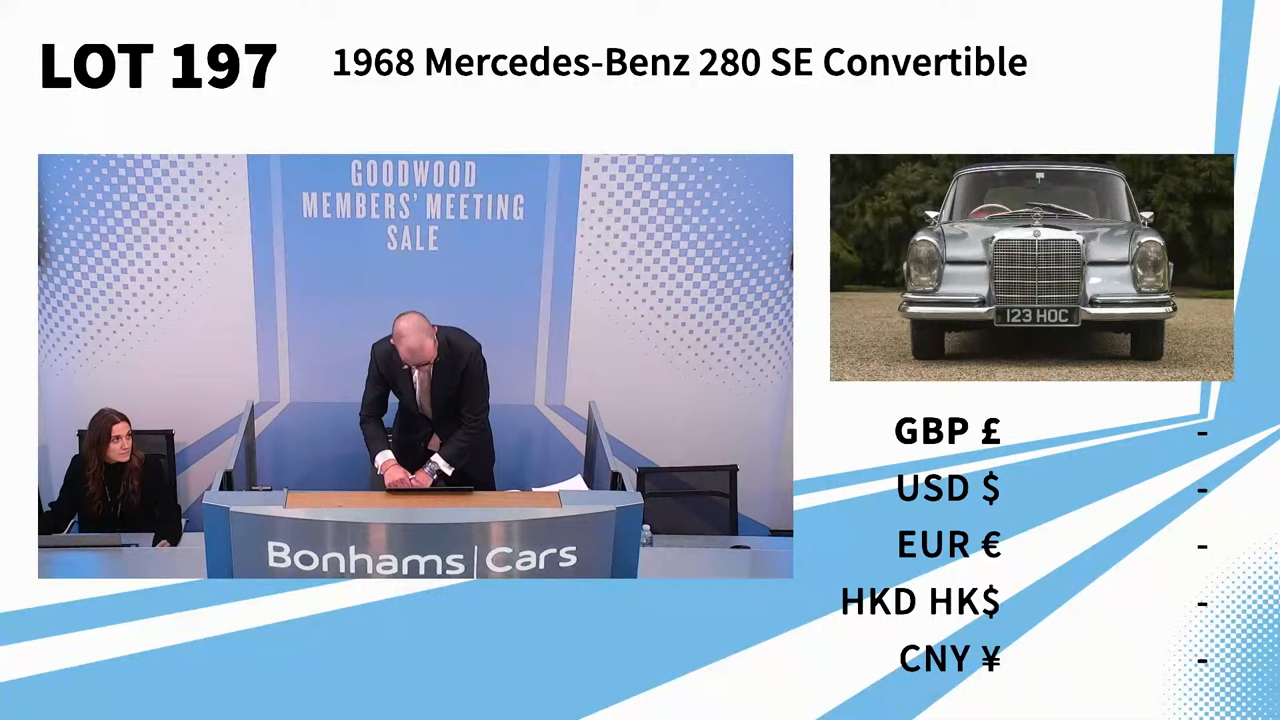 LOT 197
1968 Mercedes-Benz 280 SE Convertible
GOODWOOD
MEMBERS' MEETING
SALE
Bonhams|Cars
123 HOC
GBP £ -
USD $ -
EUR € -
HKD HK$ -
CNY ¥ -